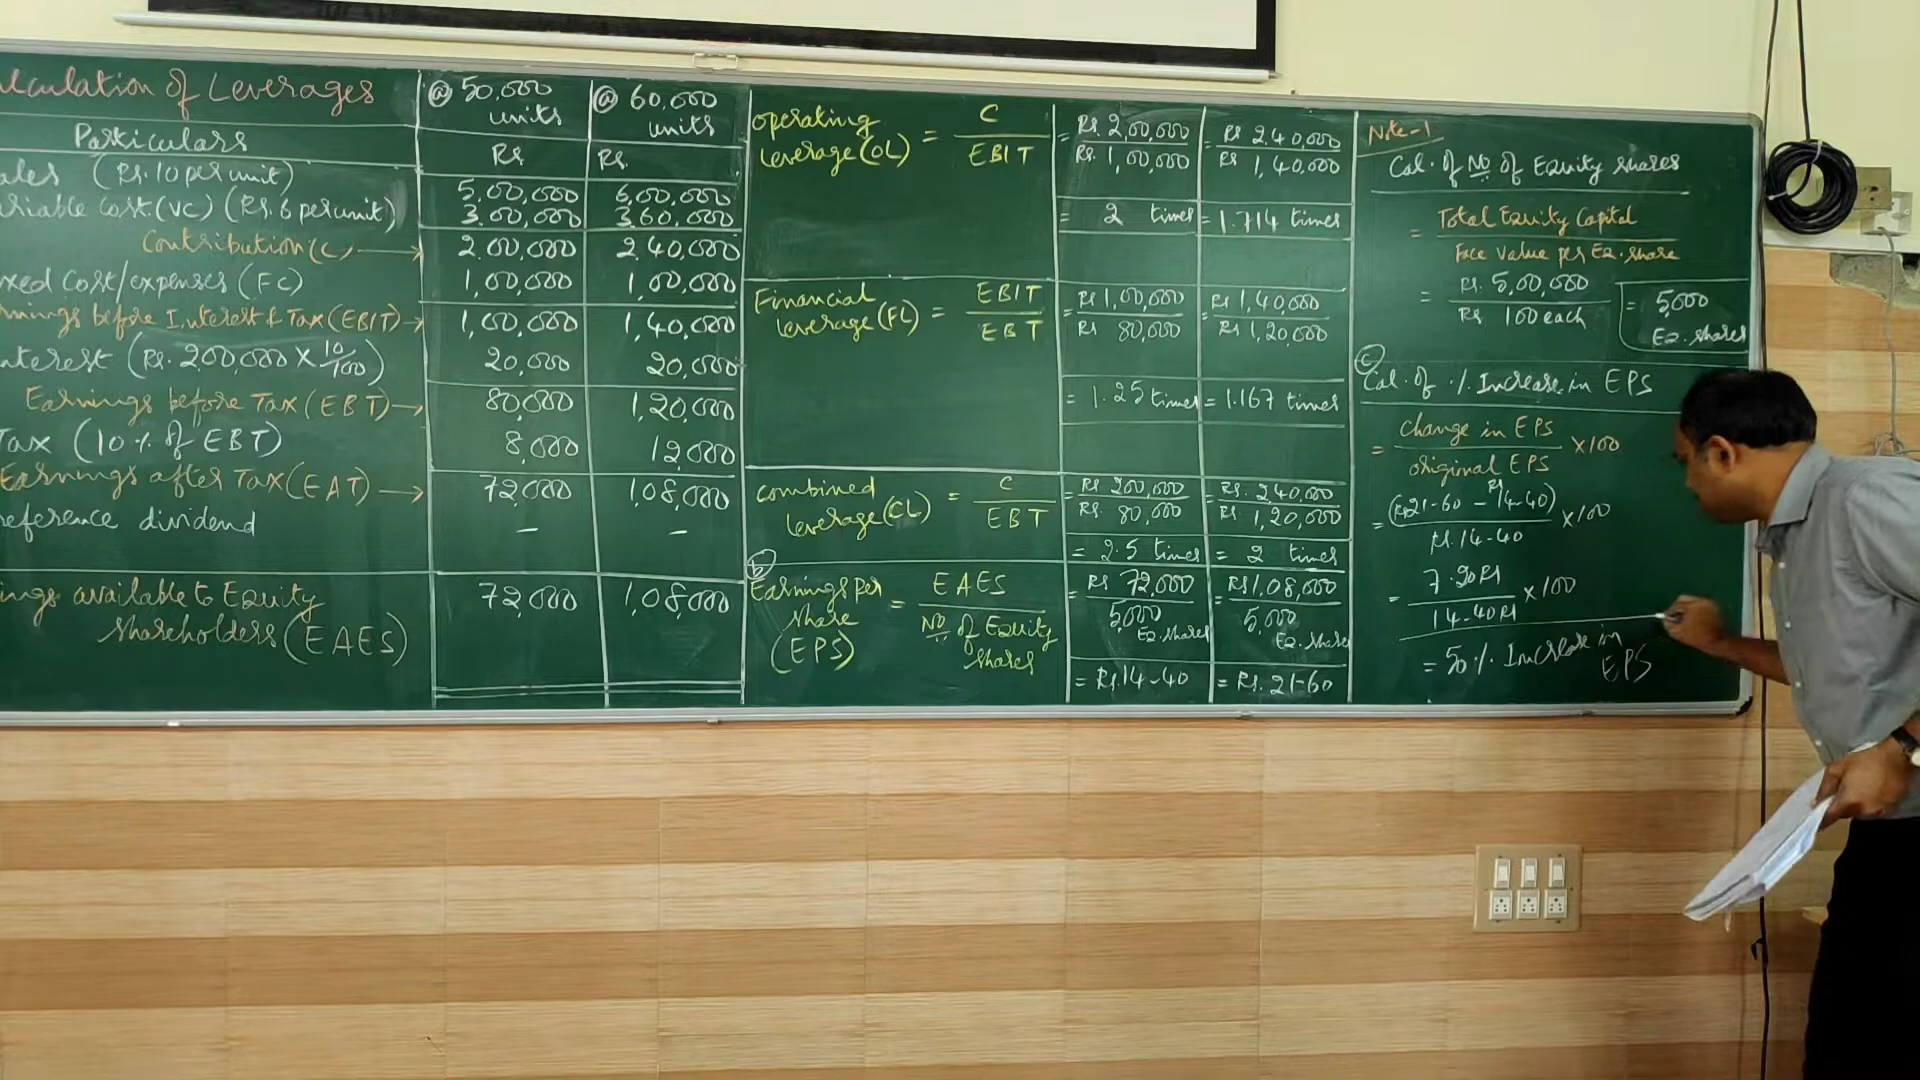 lculation of Leverages
@ 50,000 units
@ 60,000 units
Particulars
Rs.
Rs.
ales (Rs. 10 per unit)
5,00,000
6,00,000
riable Cost (VC) (Rs. 6 per unit)
3,00,000
3,60,000
Contribution (C) →
2,00,000
2,40,000
ixed Cost/expenses (FC)
1,00,000
1,00,000
rnings before Interest & Tax (EBIT) →
1,00,000
1,40,000
nterest (Rs. 2,00,000 × 10/100)
20,000
20,000
Earnings before Tax (EBT) →
80,000
1,20,000
Tax (10% of EBT)
8,000
12,000
Earnings after Tax (EAT) →
72,000
1,08,000
reference dividend
–
–
ings available to Equity
shareholders (EAES)
72,000
1,08,000
Operating
leverage (OL) = C / EBIT
= Rs. 2,00,000 / Rs. 1,00,000
= Rs 2,40,000 / Rs 1,40,000
= 2 times
= 1.714 times
Financial
leverage (FL) = EBIT / EBT
= Rs 1,00,000 / Rs 80,000
= Rs 1,40,000 / Rs 1,20,000
= 1.25 times
= 1.167 times
combined
leverage (CL) = C / EBT
= Rs 200,000 / Rs. 80,000
= Rs. 240,000 / Rs. 1,20,000
= 2.5 times
= 2 times
(b)
Earnings per
share
(EPS) = EAES / No of Equity shares
= Rs 72,000 / 5,000 Eq. shares
= Rs 1,08,000 / 5,000 Eq. share
= Rs. 14-40
= Rs. 21-60
Note-1
Cal. of No of Equity shares
= Total Equity Capital / Face Value per Eq. share
= Rs. 5,00,000 / Rs 100 each
= 5,000
Eq. shares
(c)
Cal. of % Increase in EPS
= change in EPS / original EPS × 100
= (Rs 21-60 – Rs 14-40) / Rs. 14-40 × 100
= 7.20 Rs / 14-40 Rs × 100
= 50% Increase in
EPS